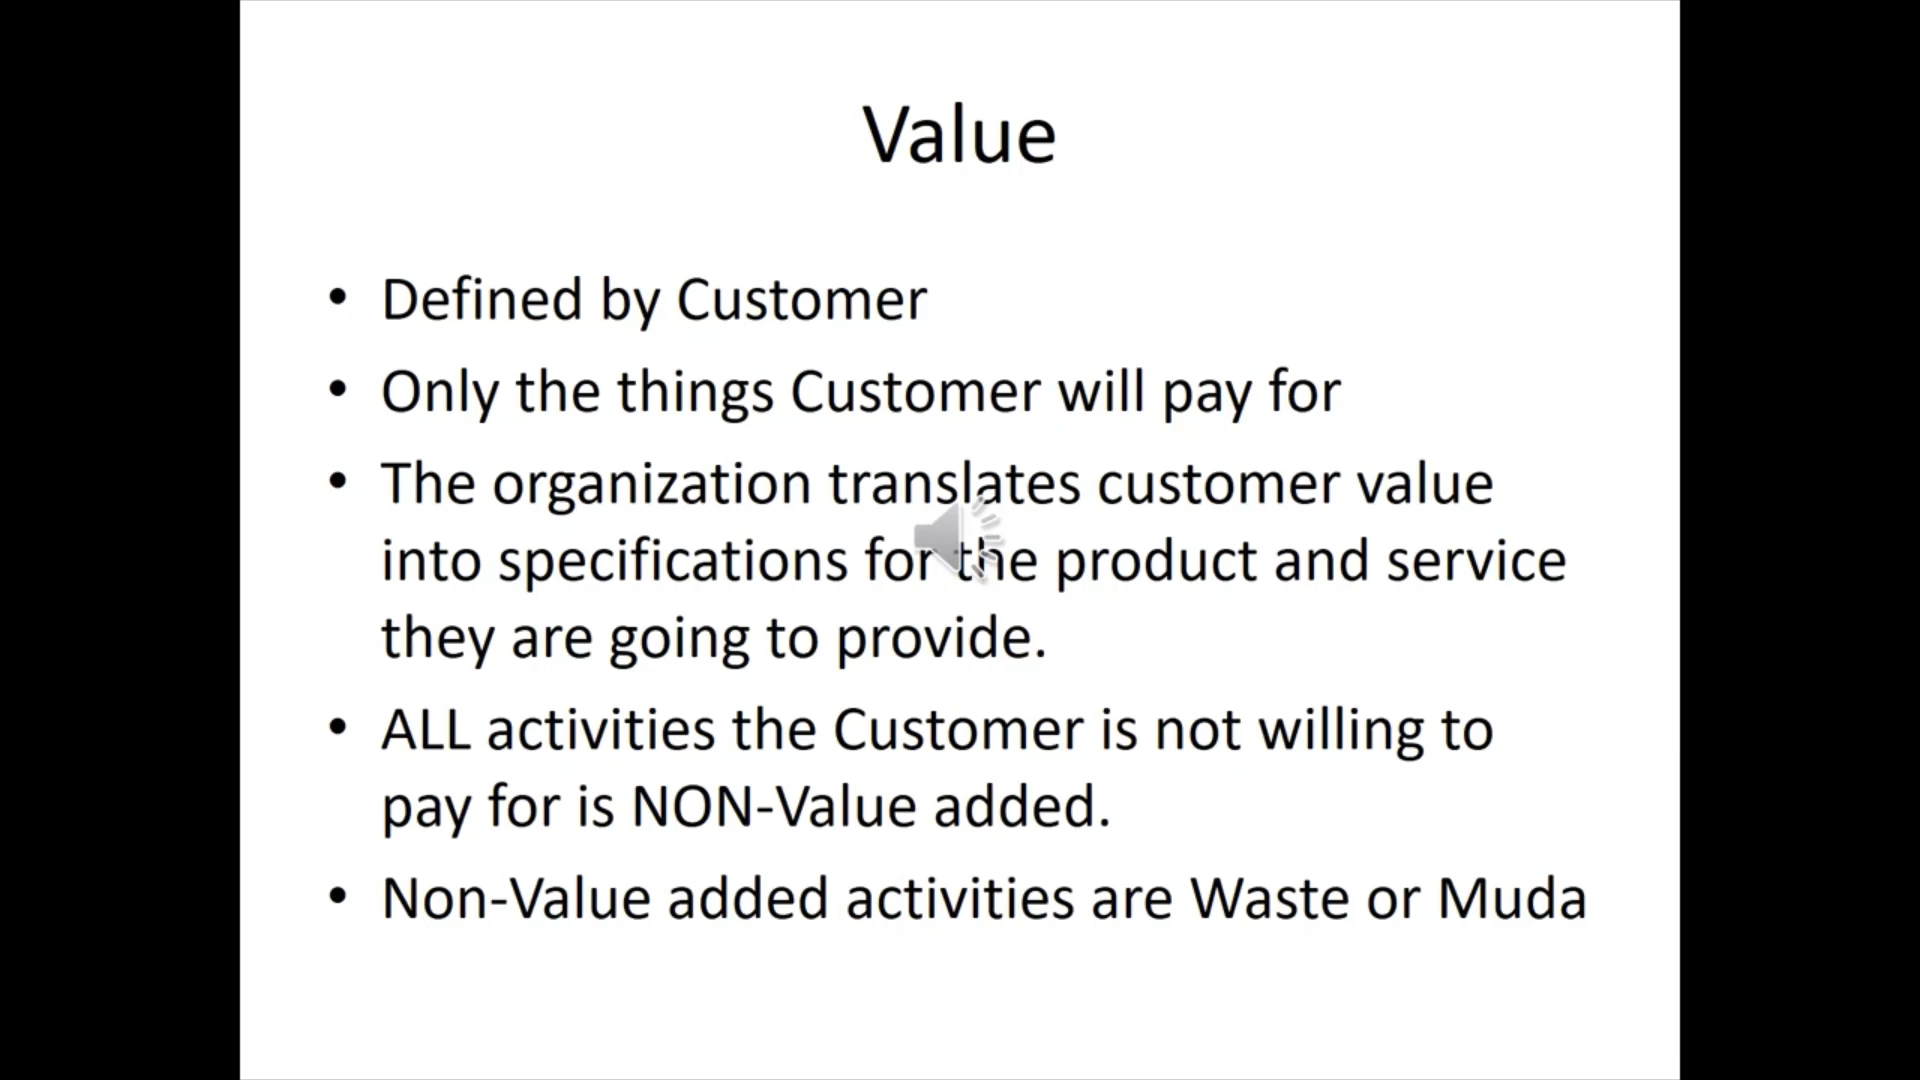 Value
• Defined by Customer
• Only the things Customer will pay for
• The organization translates customer value
into specifications for the product and service
they are going to provide.
• ALL activities the Customer is not willing to
pay for is NON-Value added.
• Non-Value added activities are Waste or Muda